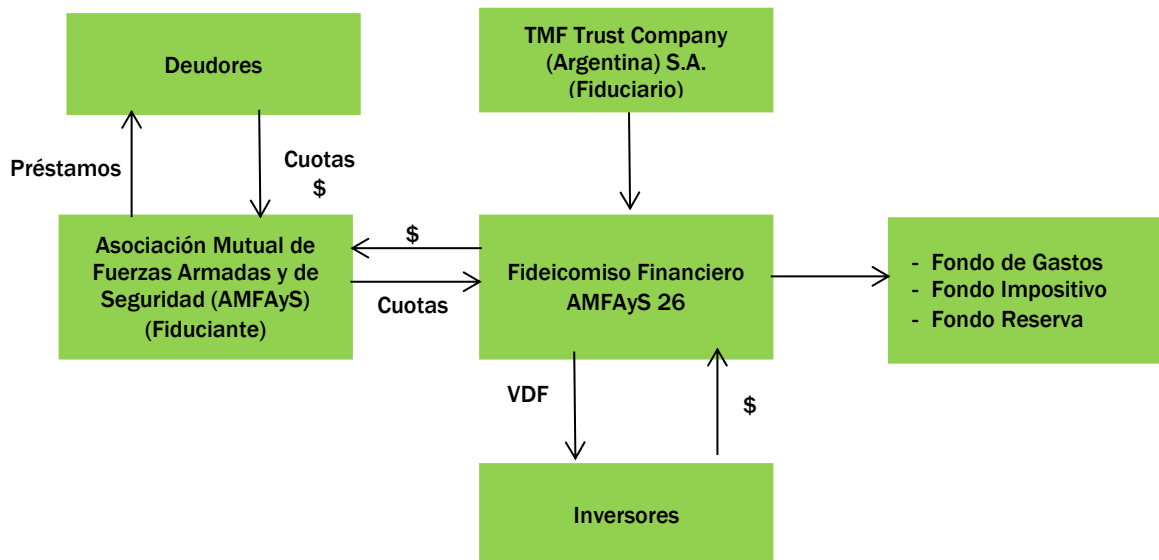 Deudores
TMF Trust Company
(Argentina) S.A.
(Fiduciario)
Préstamos
Cuotas
$
Asociación Mutual de
Fuerzas Armadas y de
Seguridad (AMFAyS)
(Fiduciante)
$
Cuotas
Fideicomiso Financiero
AMFAyS 26
- Fondo de Gastos
- Fondo Impositivo
- Fondo Reserva
VDF
$
Inversores